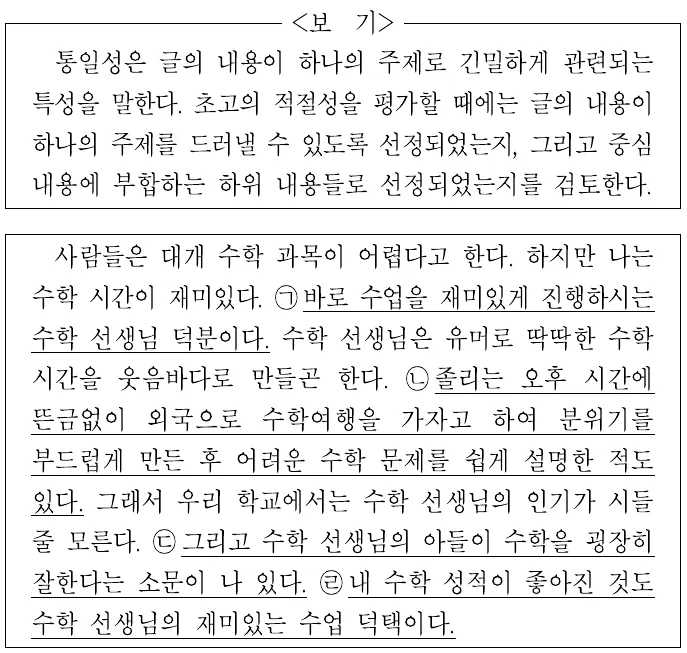 <보 기>
통일성은 글의 내용이 하나의 주제로 긴밀하게 관련되는
특성을 말한다. 초고의 적절성을 평가할 때에는 글의 내용이
하나의 주제를 드러낼 수 있도록 선정되었는지, 그리고 중심
내용에 부합하는 하위 내용들로 선정되었는지를 검토한다.
사람들은 대개 수학 과목이 어렵다고 한다. 하지만 나는
수학 시간이 재미있다. ㉠바로 수업을 재미있게 진행하시는
수학 선생님 덕분이다. 수학 선생님은 유머로 딱딱한 수학
시간을 웃음바다로 만들곤 한다. ㉡졸리는 오후 시간에
뜬금없이 외국으로 수학여행을 가자고 하여 분위기를
부드럽게 만든 후 어려운 수학 문제를 쉽게 설명한 적도
있다. 그래서 우리 학교에서는 수학 선생님의 인기가 시들
줄 모른다. ㉢그리고 수학 선생님의 아들이 수학을 굉장히
잘한다는 소문이 나 있다. ㉣내 수학 성적이 좋아진 것도
수학 선생님의 재미있는 수업 덕택이다.